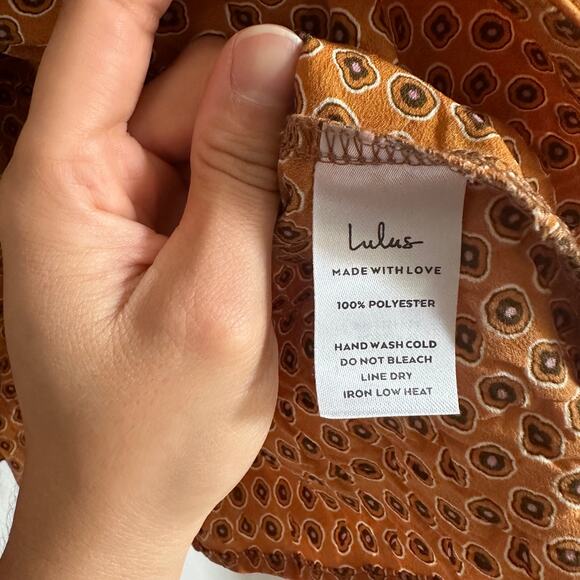 Lulus
MADE WITH LOVE
100% POLYESTER
HAND WASH COLD
DO NOT BLEACH
LINE DRY
IRON LOW HEAT